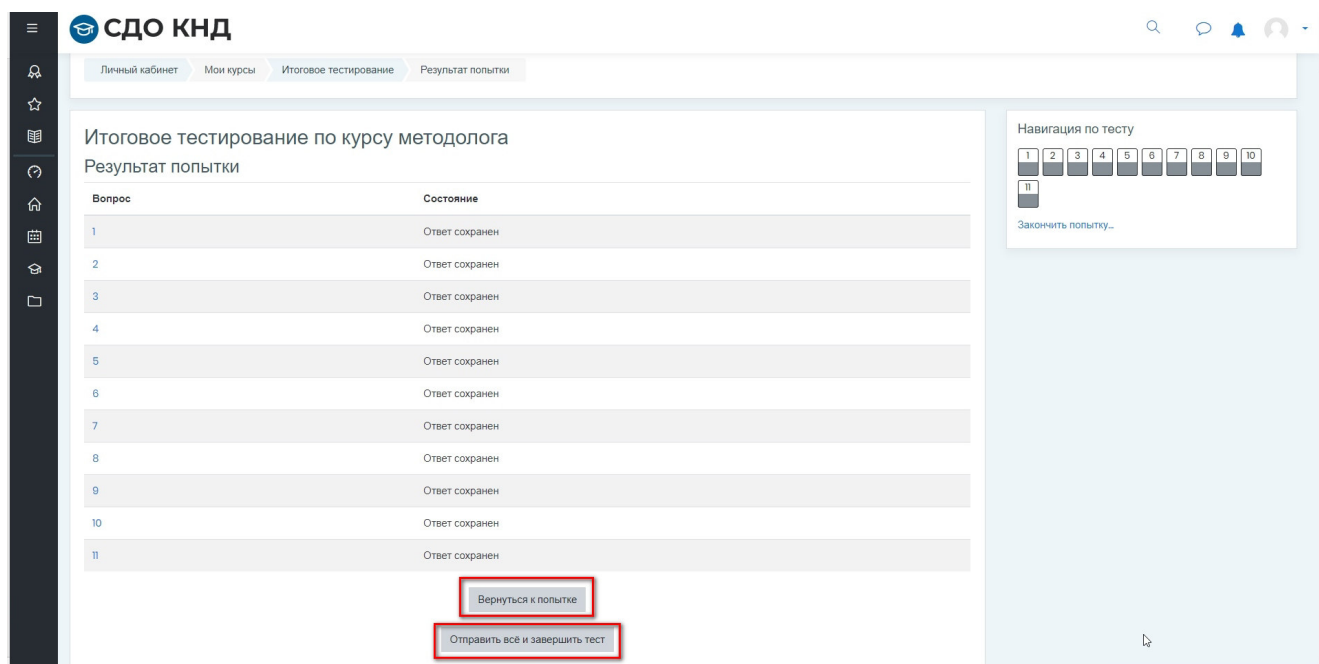 СДО КНД
Личный кабинет Мои курсы Итоговое тестирование Результат попытки
Итоговое тестирование по курсу методолога
Результат попытки
Вопрос Состояние
1 Ответ сохранен
2 Ответ сохранен
3 Ответ сохранен
4 Ответ сохранен
5 Ответ сохранен
6 Ответ сохранен
7 Ответ сохранен
8 Ответ сохранен
9 Ответ сохранен
10 Ответ сохранен
11 Ответ сохранен
Вернуться к попытке
Отправить всё и завершить тест
Навигация по тесту
1 2 3 4 5 6 7 8 9 10
11
Закончить попытку...